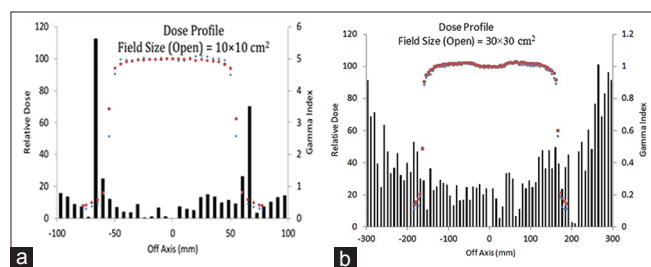 Dose Profile
Field Size (Open) = 10×10 cm²
120
100
80
60
40
20
0
Relative Dose
6
5
4
3
2
1
0
Gamma Index
-100 -50 0 50 100
Off Axis (mm)
a
Dose Profile
Field Size (Open) = 30×30 cm²
120
100
80
60
40
20
0
Relative Dose
1.2
1
0.8
0.6
0.4
0.2
0
Gamma Index
-300 -200 -100 0 100 200 300
Off Axis (mm)
b